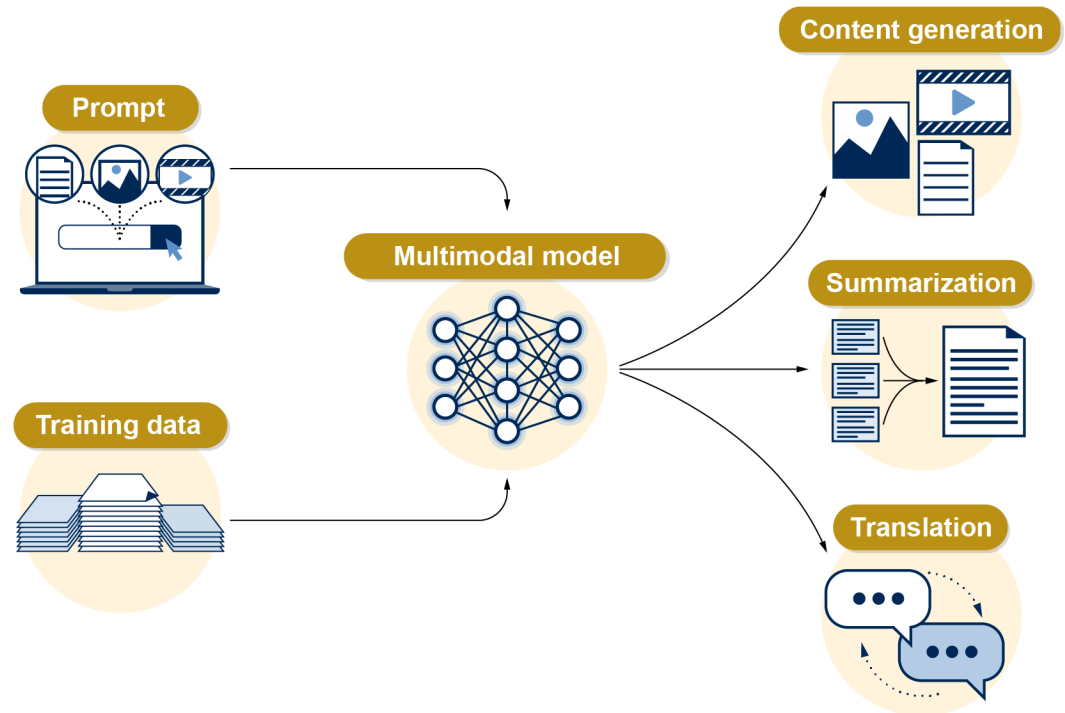 Prompt
Training data
Multimodal model
Content generation
Summarization
Translation